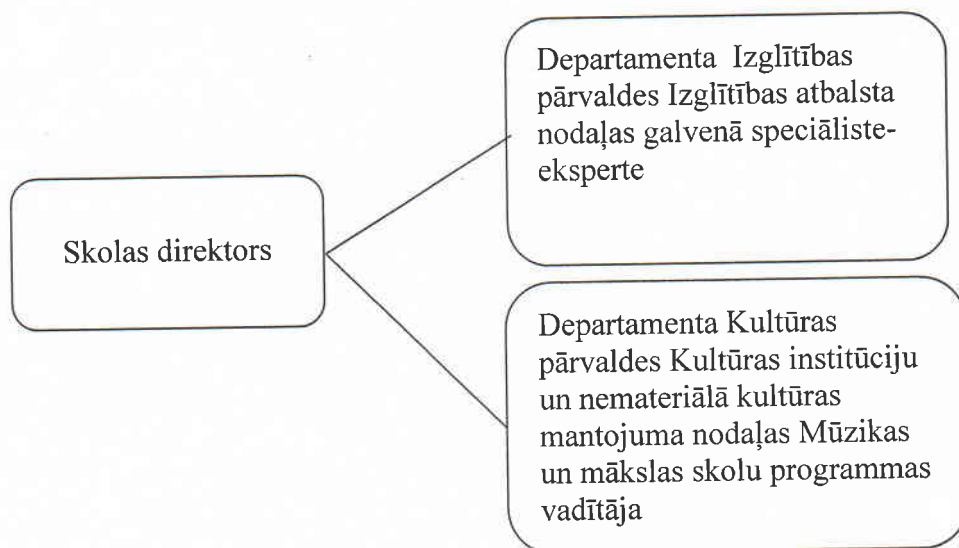 Skolas direktors
Departamenta Izglītības
pārvaldes Izglītības atbalsta
nodaļas galvenā speciāliste-
eksperte
Departamenta Kultūras
pārvaldes Kultūras institūciju
un nemateriālā kultūras
mantojuma nodaļas Mūzikas
un mākslas skolu programmas
vadītāja